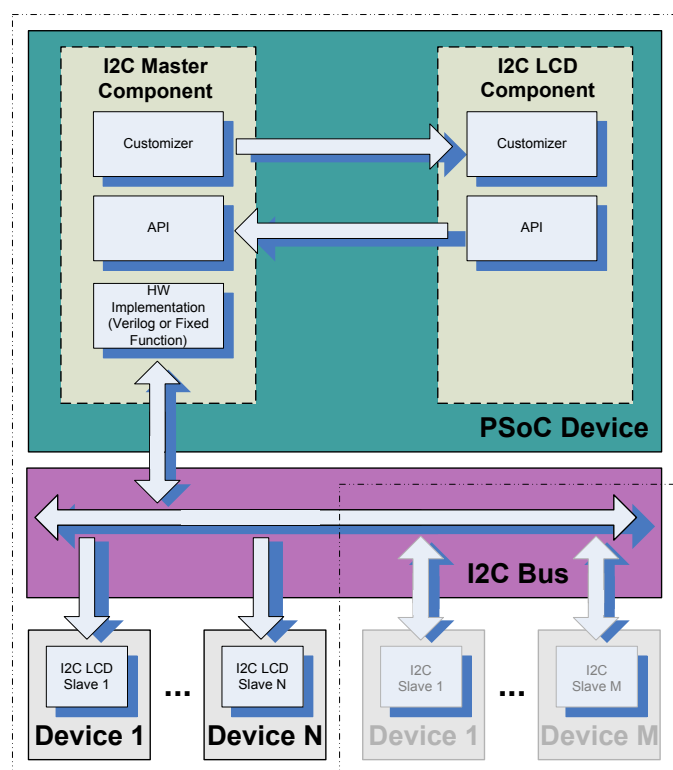 I2C Master
Component
I2C LCD
Component
Customizer
Customizer
API
API
HW
Implementation
(Verilog or Fixed
Function)
PSoC Device
I2C Bus
I2C LCD
Slave 1
...
I2C LCD
Slave N
I2C
Slave 1
...
I2C
Slave M
Device 1
Device N
Device 1
Device M